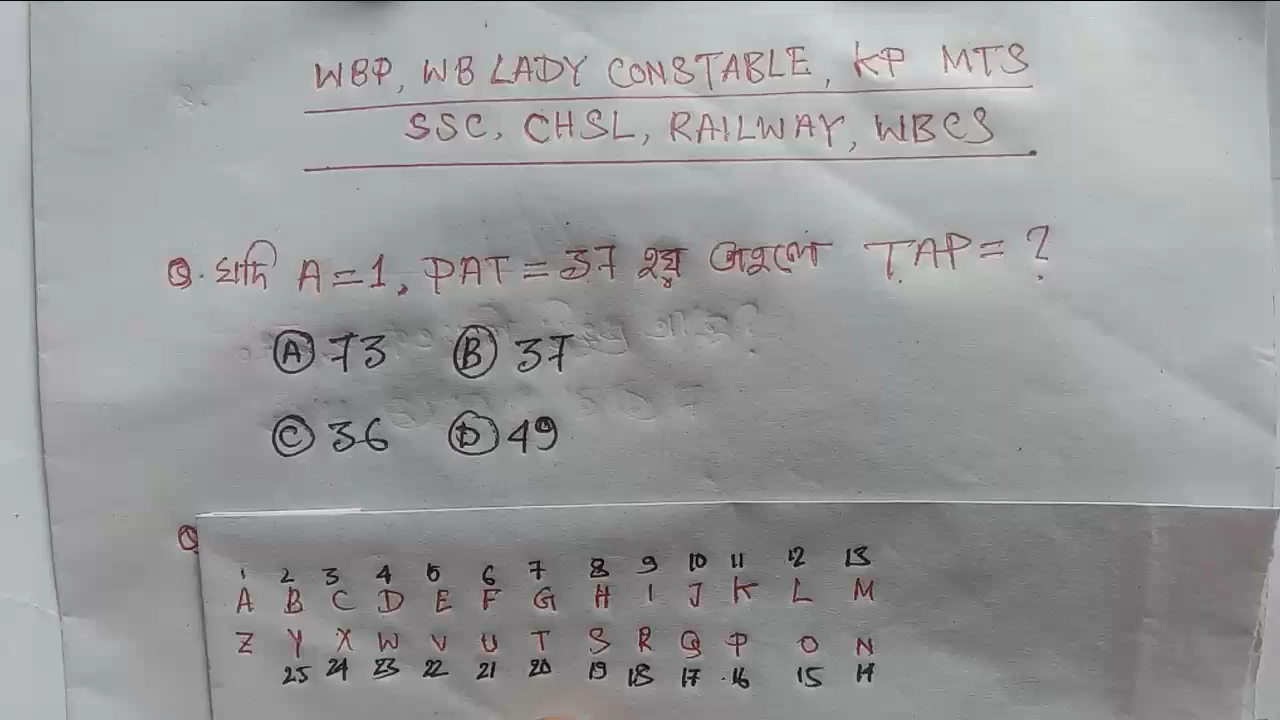 WBP, WB LADY CONSTABLE, KP MTS
SSC, CHSL, RAILWAY, WBCS
Q. যদি A=1, PAT=37 হয় তাহলে TAP=?
Ⓐ 73 Ⓑ 37
Ⓒ 36 Ⓓ 49
Q
1 2 3 4 5 6 7 8 9 10 11 12 13
A B C D E F G H I J K L M
Z Y X W V U T S R Q P O N
25 24 23 22 21 20 19 18 17 16 15 14